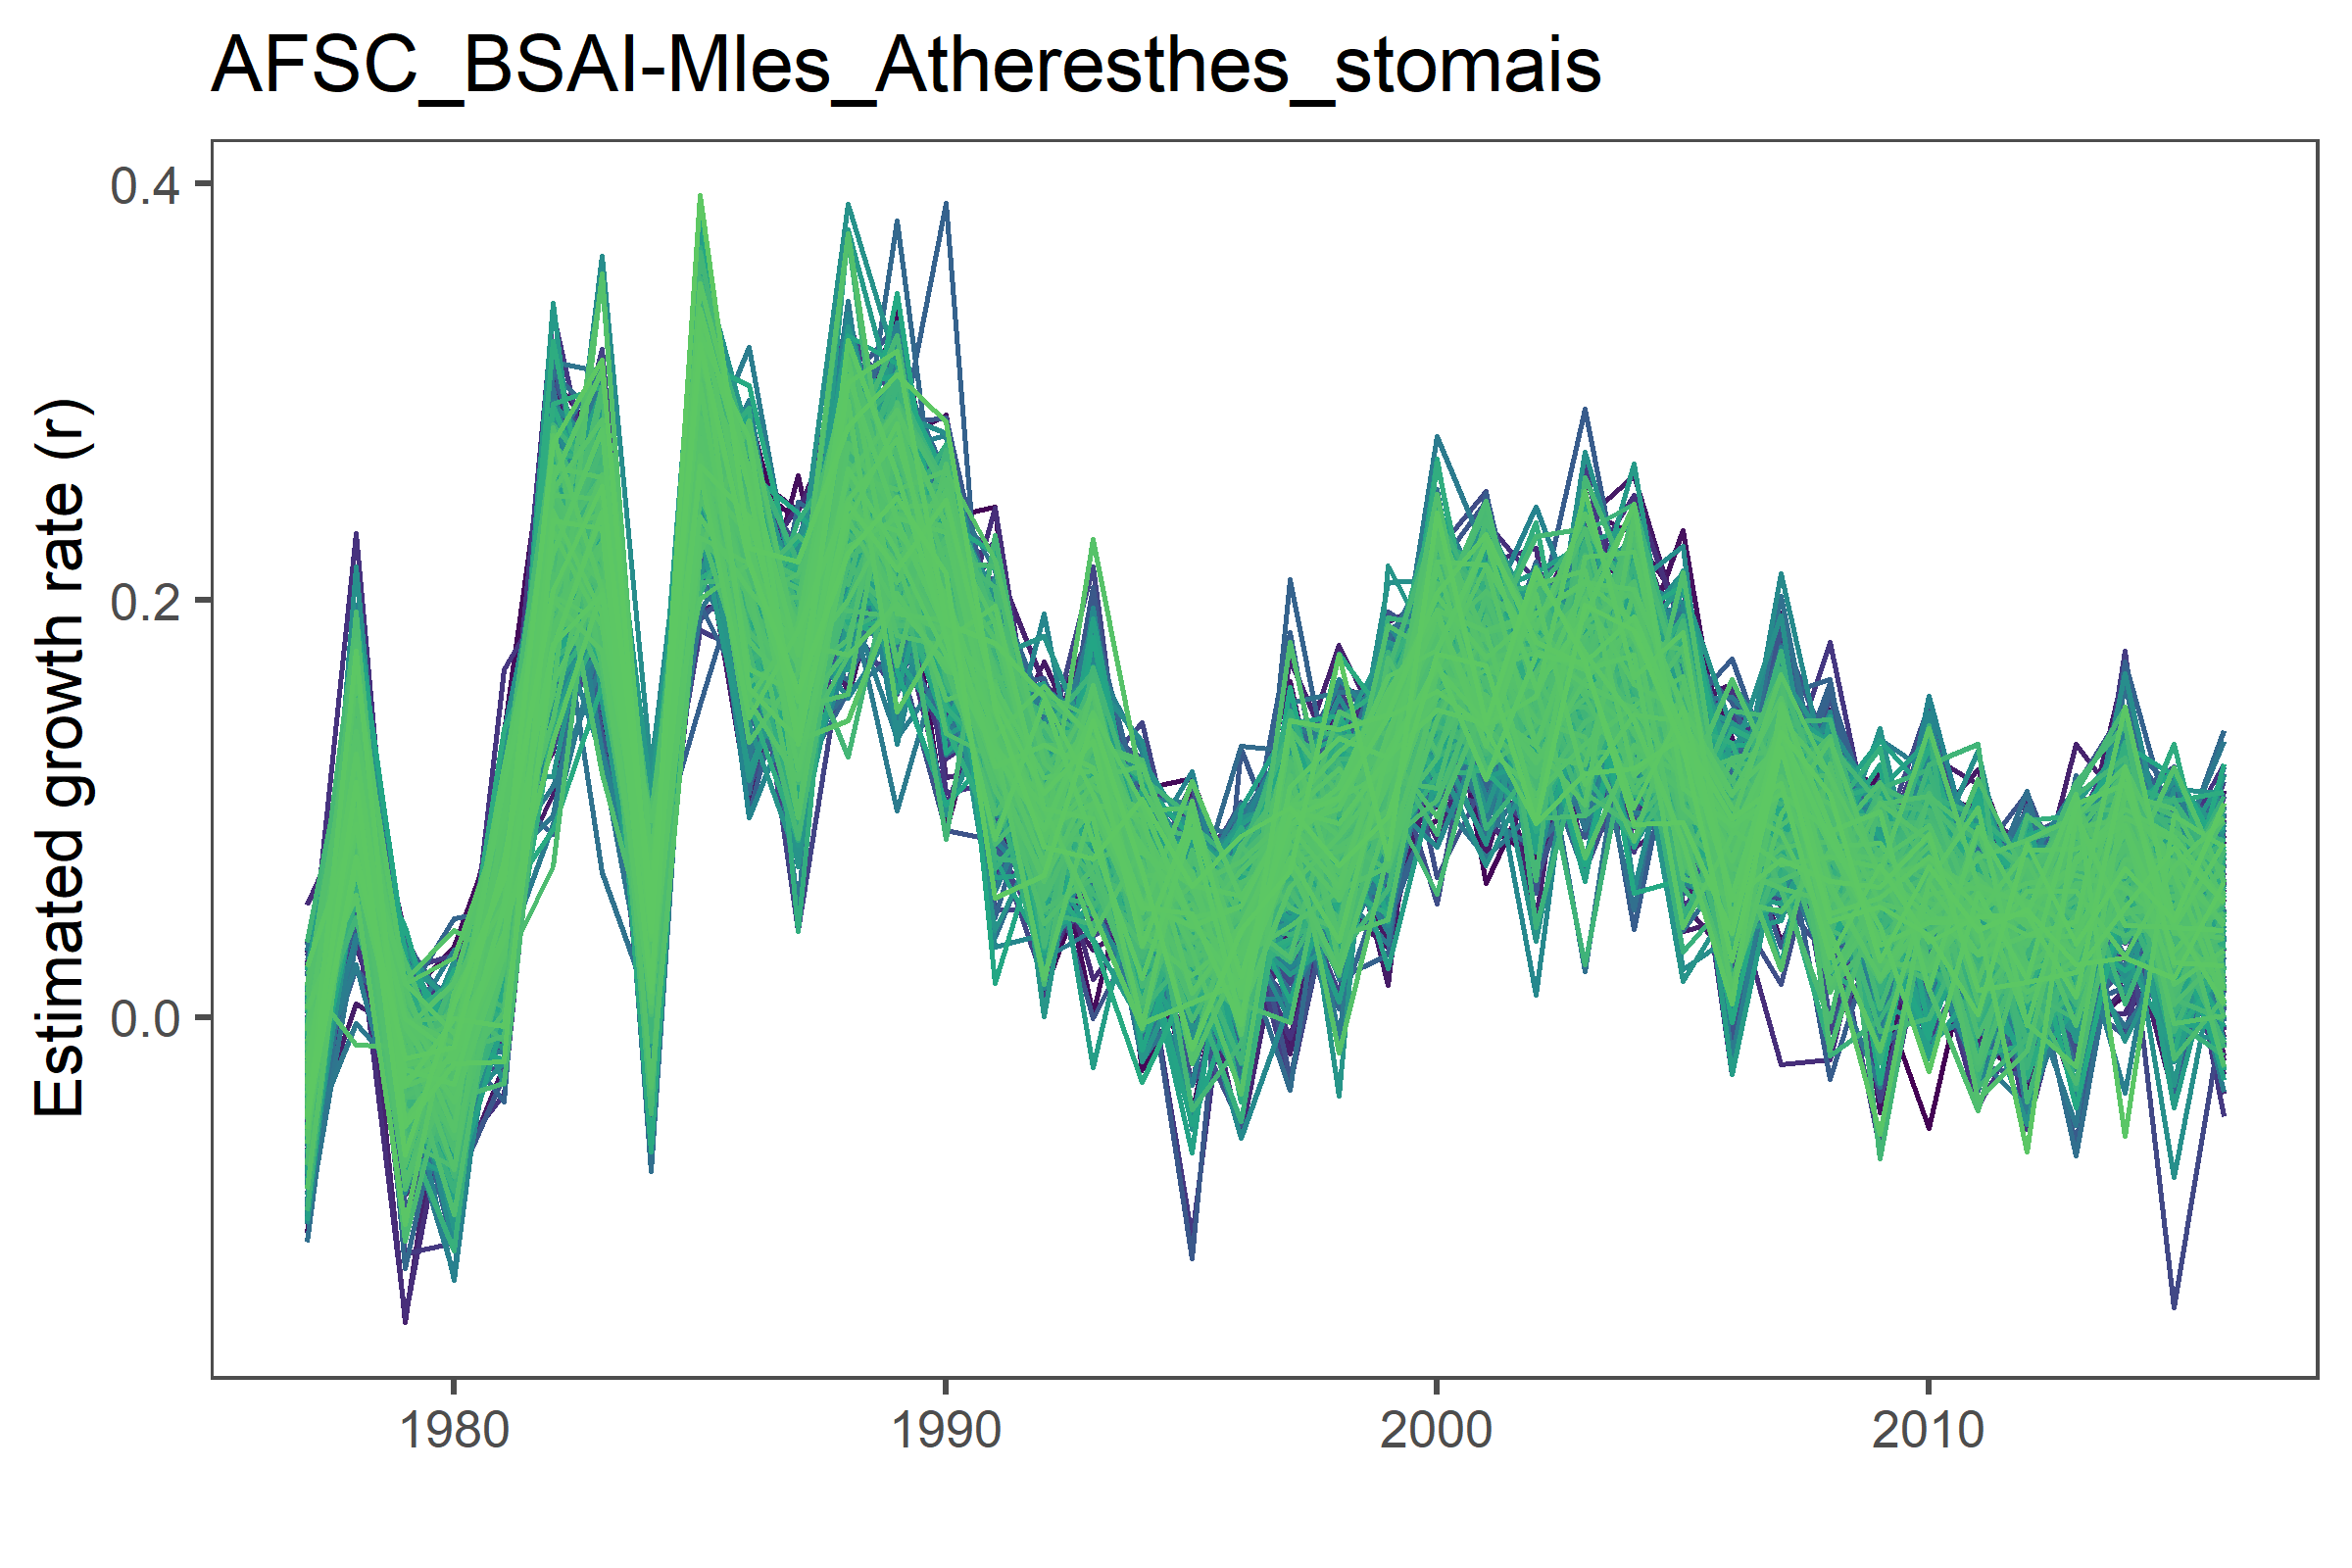 AFSC_BSAI-Mles_Atheresthes_stomais
Estimated growth rate (r)
0.4
0.2
0.0
1980 1990 2000 2010